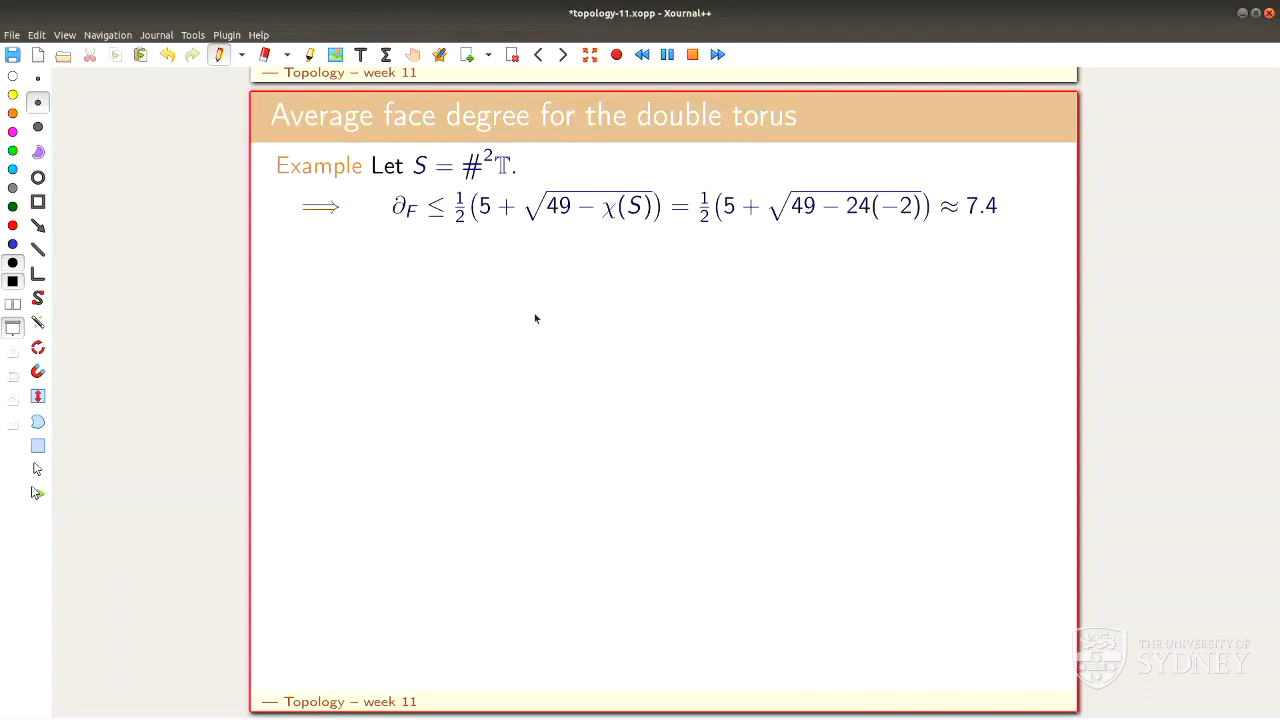 *topology-11.xopp - Xournal++
File Edit View Navigation Journal Tools Plugin Help
— Topology – week 11
Average face degree for the double torus
Example Let S = #²𝕋.
⟹ ∂_F ≤ ½(5 + √(49 − χ(S))) = ½(5 + √(49 − 24(−2))) ≈ 7.4
THE UNIVERSITY OF
SYDNEY
— Topology – week 11